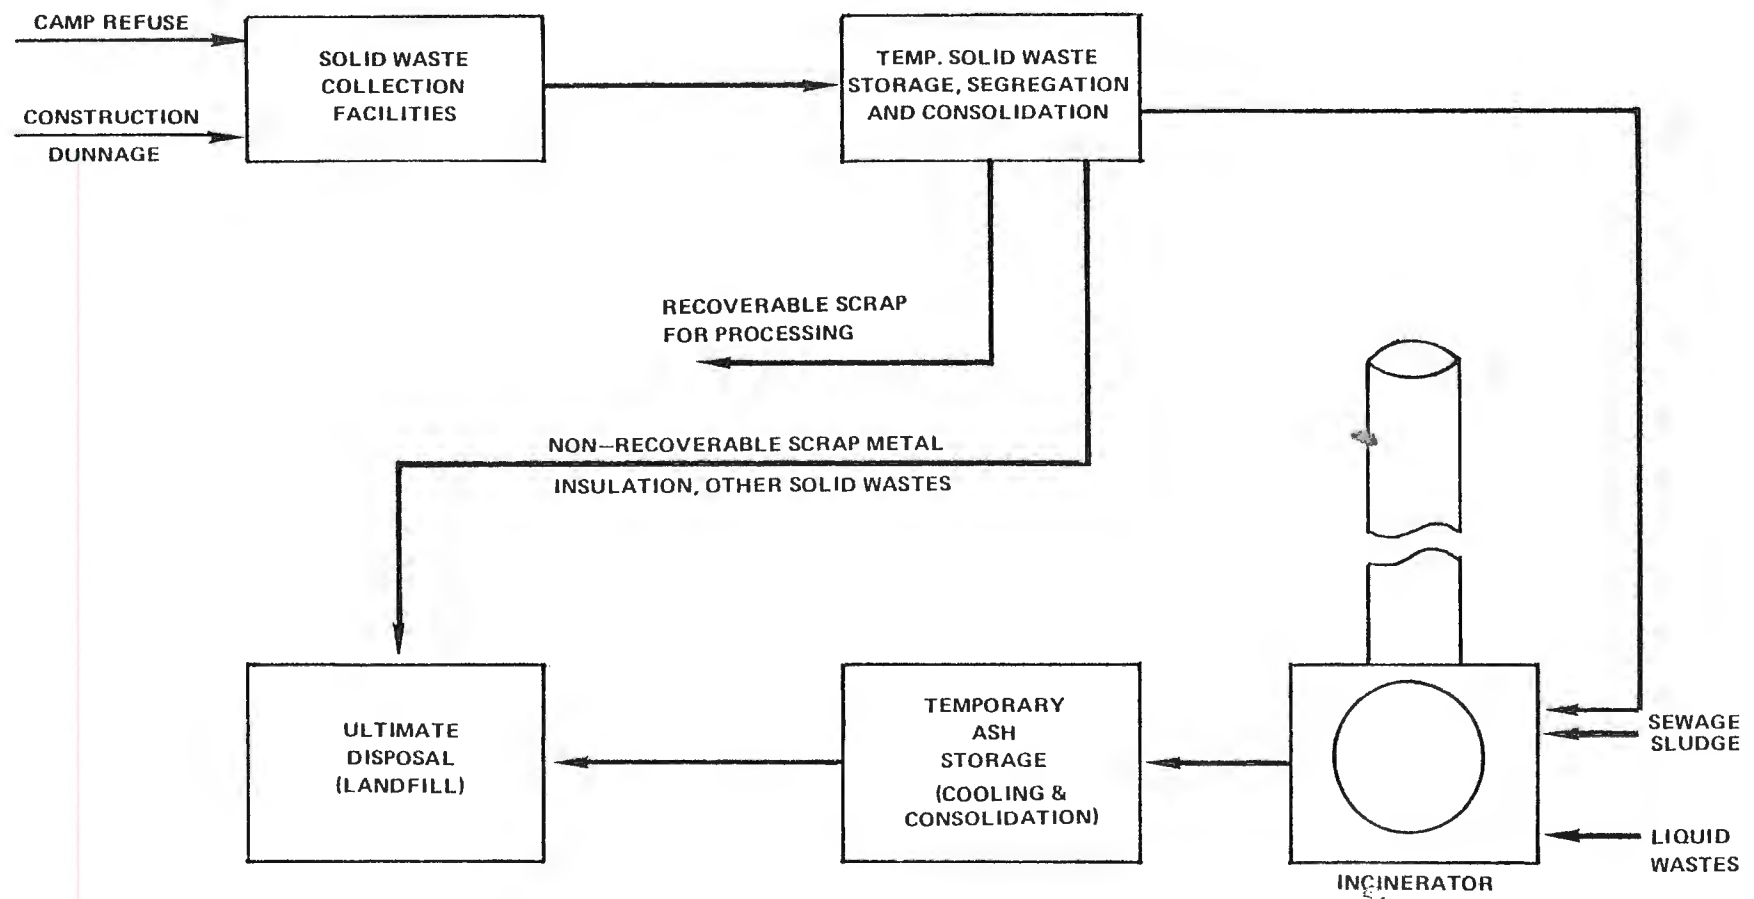 CAMP REFUSE
CONSTRUCTION
DUNNAGE
SOLID WASTE
COLLECTION
FACILITIES
TEMP. SOLID WASTE
STORAGE, SEGREGATION
AND CONSOLIDATION
RECOVERABLE SCRAP
FOR PROCESSING
NON—RECOVERABLE SCRAP METAL
INSULATION, OTHER SOLID WASTES
ULTIMATE
DISPOSAL
(LANDFILL)
TEMPORARY
ASH
STORAGE
(COOLING &
CONSOLIDATION)
SEWAGE
SLUDGE
LIQUID
WASTES
INCINERATOR